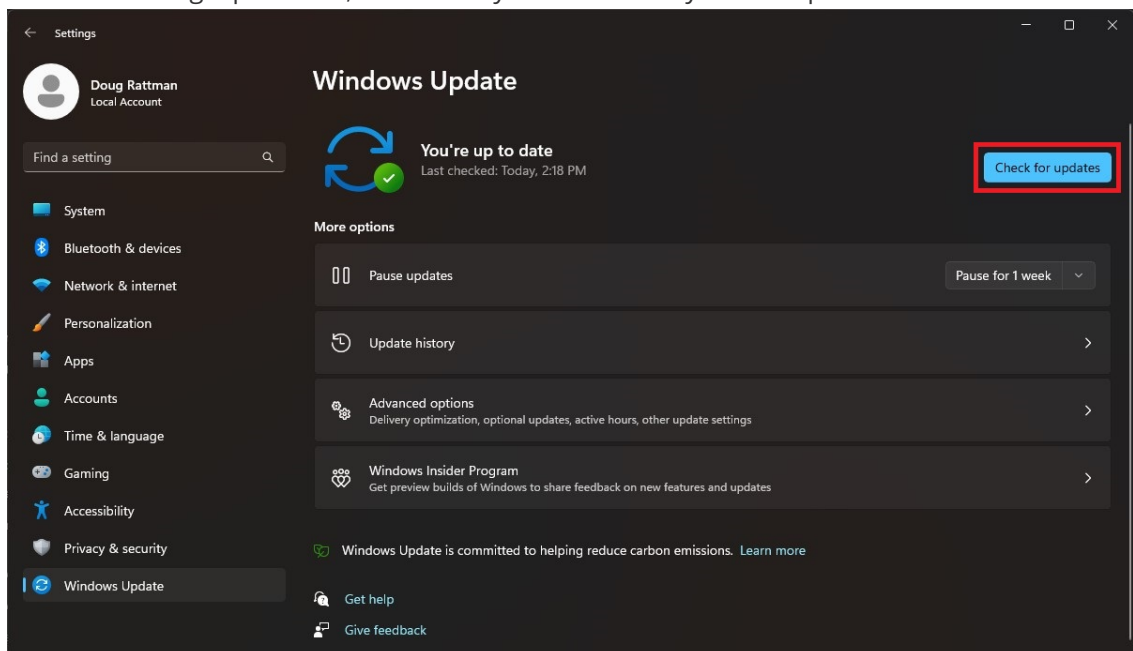 Settings
Doug Rattman
Local Account
Find a setting
System
Bluetooth & devices
Network & internet
Personalization
Apps
Accounts
Time & language
Gaming
Accessibility
Privacy & security
Windows Update
Windows Update
You're up to date
Last checked: Today, 2:18 PM
Check for updates
More options
Pause updates
Pause for 1 week
Update history
Advanced options
Delivery optimization, optional updates, active hours, other update settings
Windows Insider Program
Get preview builds of Windows to share feedback on new features and updates
Windows Update is committed to helping reduce carbon emissions. Learn more
Get help
Give feedback